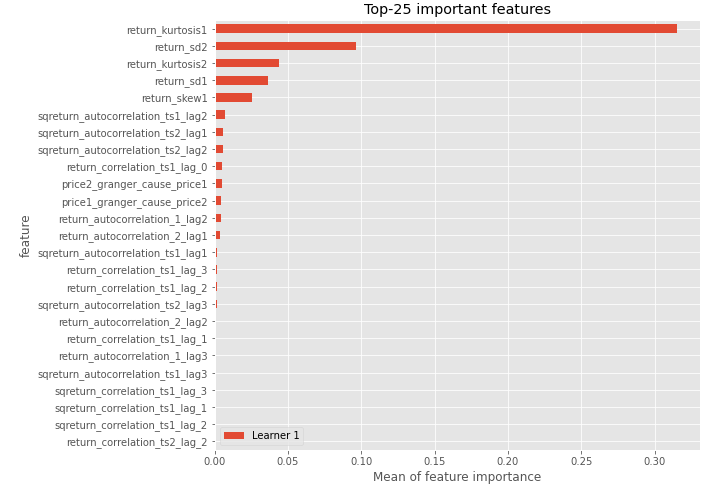 Top-25 important features
return_kurtosis1
return_sd2
return_kurtosis2
return_sd1
return_skew1
sqreturn_autocorrelation_ts1_lag2
sqreturn_autocorrelation_ts2_lag1
sqreturn_autocorrelation_ts2_lag2
return_correlation_ts1_lag_0
price2_granger_cause_price1
price1_granger_cause_price2
return_autocorrelation_1_lag2
return_autocorrelation_2_lag1
sqreturn_autocorrelation_ts1_lag1
return_correlation_ts1_lag_3
return_correlation_ts1_lag_2
sqreturn_autocorrelation_ts2_lag3
return_autocorrelation_2_lag2
return_correlation_ts1_lag_1
return_autocorrelation_1_lag3
sqreturn_autocorrelation_ts1_lag3
sqreturn_correlation_ts1_lag_3
sqreturn_correlation_ts1_lag_1
sqreturn_correlation_ts1_lag_2
return_correlation_ts2_lag_2
feature
Learner 1
0.00 0.05 0.10 0.15 0.20 0.25 0.30
Mean of feature importance